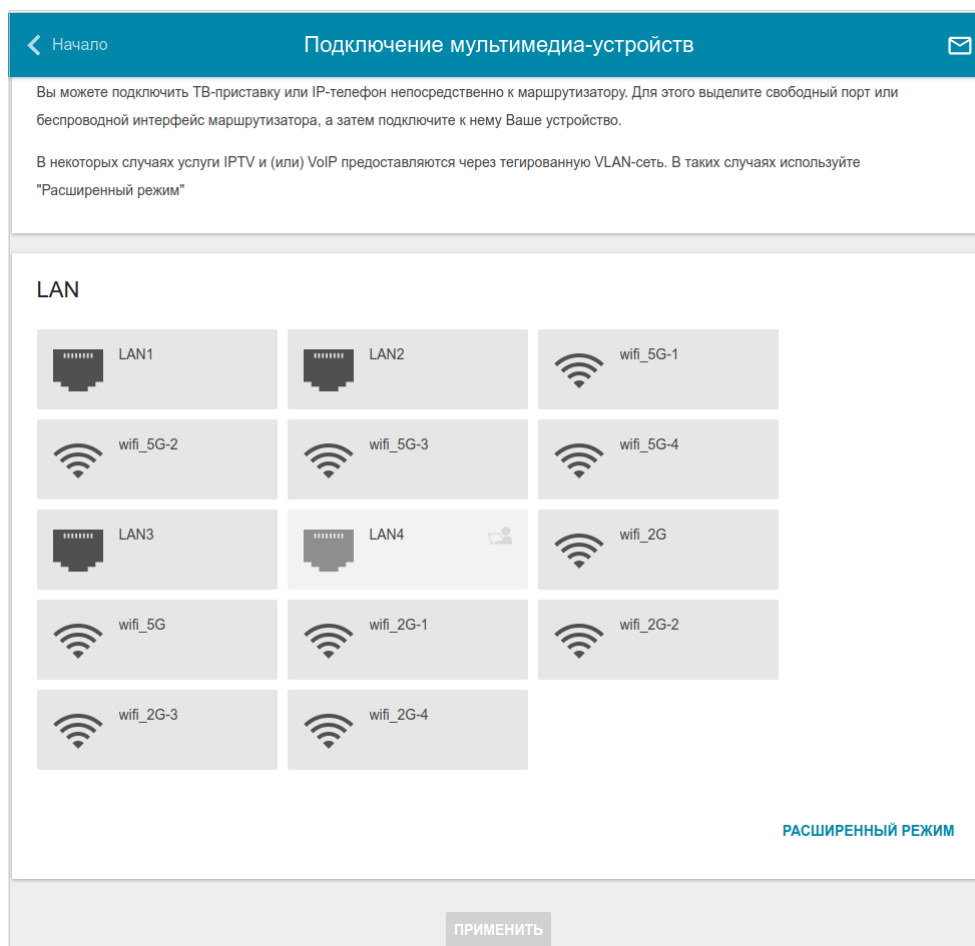 Начало
Подключение мультимедиа-устройств
Вы можете подключить ТВ-приставку или IP-телефон непосредственно к маршрутизатору. Для этого выделите свободный порт или
беспроводной интерфейс маршрутизатора, а затем подключите к нему Ваше устройство.
В некоторых случаях услуги IPTV и (или) VoIP предоставляются через тегированную VLAN-сеть. В таких случаях используйте
"Расширенный режим"
LAN
LAN1
LAN2
wifi_5G-1
wifi_5G-2
wifi_5G-3
wifi_5G-4
LAN3
LAN4
wifi_2G
wifi_5G
wifi_2G-1
wifi_2G-2
wifi_2G-3
wifi_2G-4
РАСШИРЕННЫЙ РЕЖИМ
ПРИМЕНИТЬ